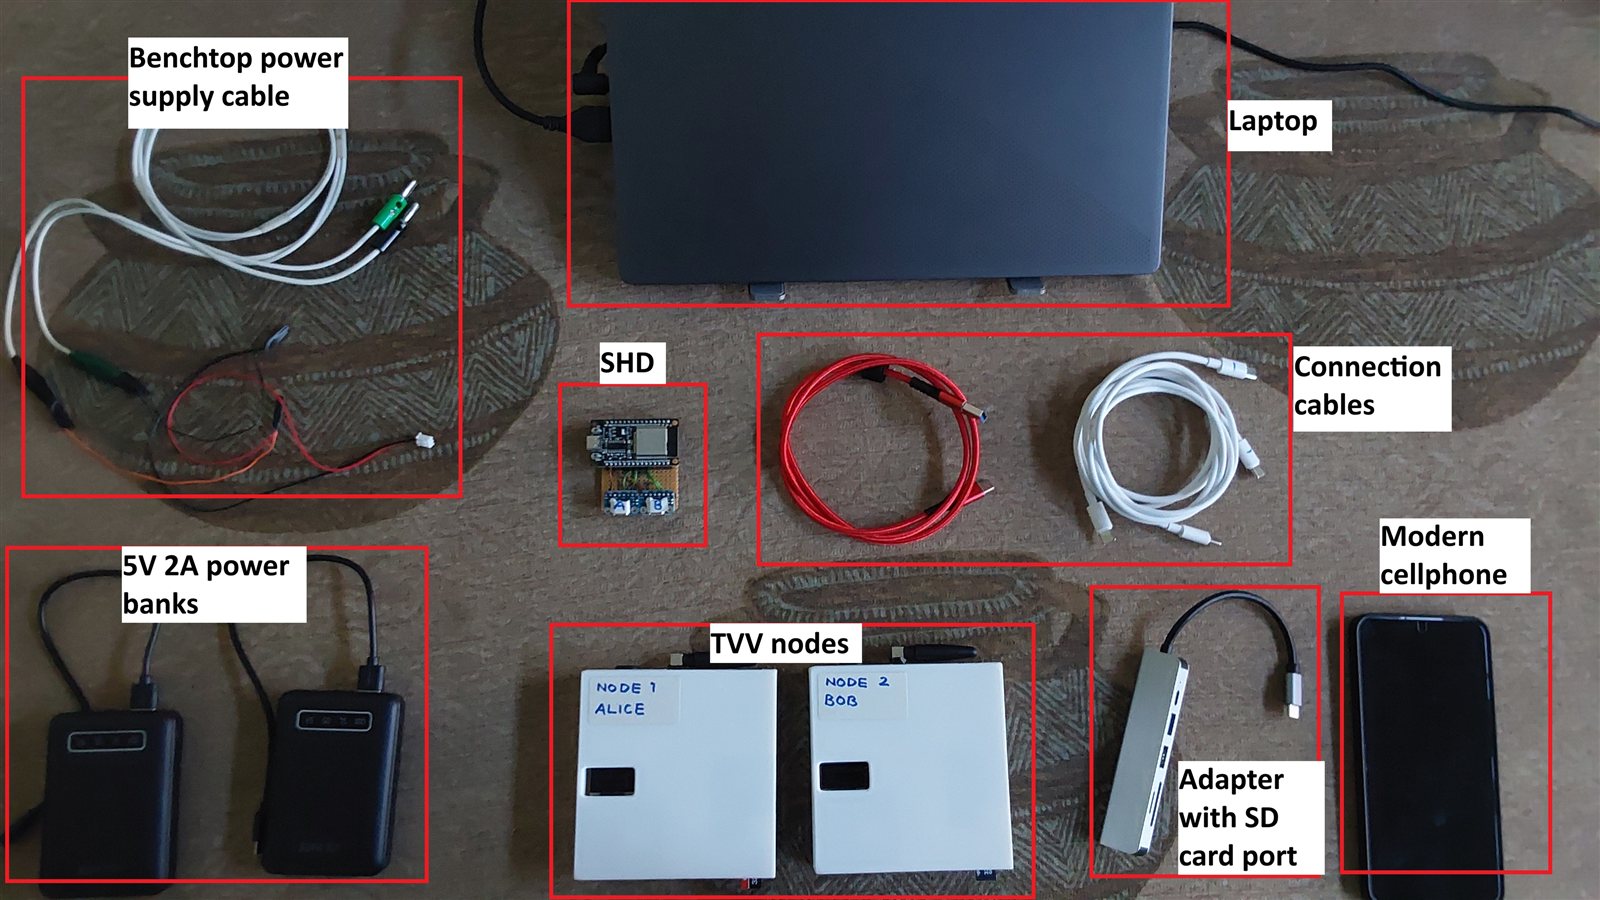 Benchtop power
supply cable
Laptop
SHD
Connection
cables
A B
5V 2A power
banks
TVV nodes
NODE 1
ALICE
NODE 2
BOB
Modern
cellphone
Adapter
with SD
card port